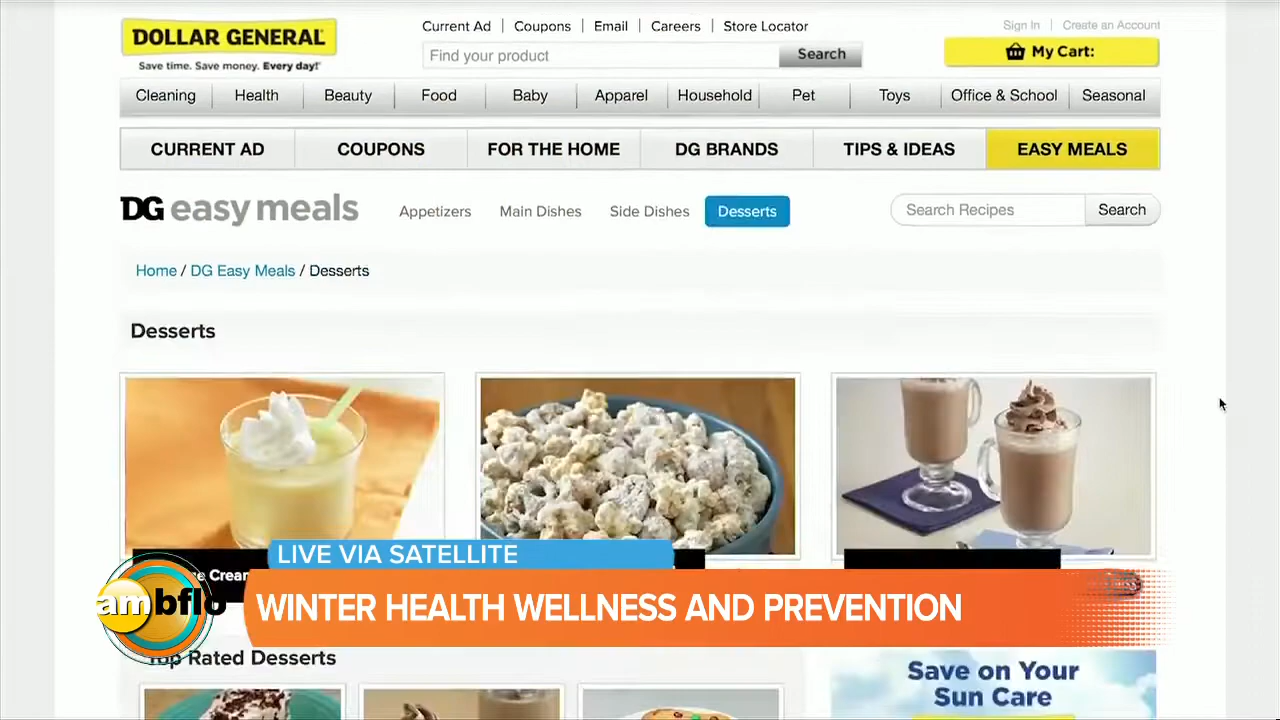 DOLLAR GENERAL
Save time. Save money. Every day!
Current Ad Coupons Email Careers Store Locator
Sign In Create an Account
Find your product Search
My Cart:
Cleaning Health Beauty Food Baby Apparel Household Pet Toys Office & School Seasonal
CURRENT AD COUPONS FOR THE HOME DG BRANDS TIPS & IDEAS EASY MEALS
DG easy meals Appetizers Main Dishes Side Dishes Desserts Search Recipes Search
Home / DG Easy Meals / Desserts
Desserts
LIVE VIA SATELLITE
am bflo
WINTER HEALTH WELLNESS AND PREVENTION
Top Rated Desserts
Save on Your
Sun Care